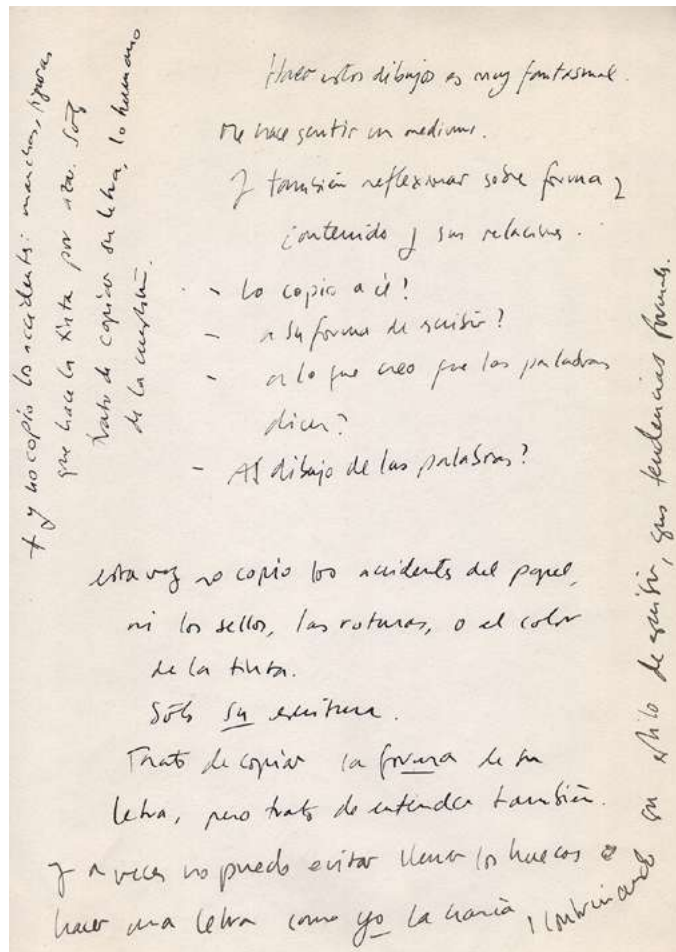 Hacer estos dibujos es muy fantasmal.
Me hace sentir un medium.
Y también reflexionar sobre forma y
contenido y sus relaciones.
- Lo copio a él?
- a su forma de escribir?
- a lo que creo que las palabras
dicen?
- Al dibujo de las palabras?
esta vez no copio los accidentes del papel,
ni los sellos, las roturas, o el color
de la tinta.
Sólo su escritura.
Trato de copiar la forma de su
letra, pero trato de entender también.
Y a veces no puedo evitar llenar los huecos o
hacer una letra como yo la haría, continuando
su estilo de escribir, sus tendencias formales.
+ y no copio los accidentes: manchas, figuras
que hace la tinta por azar. Sólo
trato de copiar su letra, lo humano
de la cuestión.